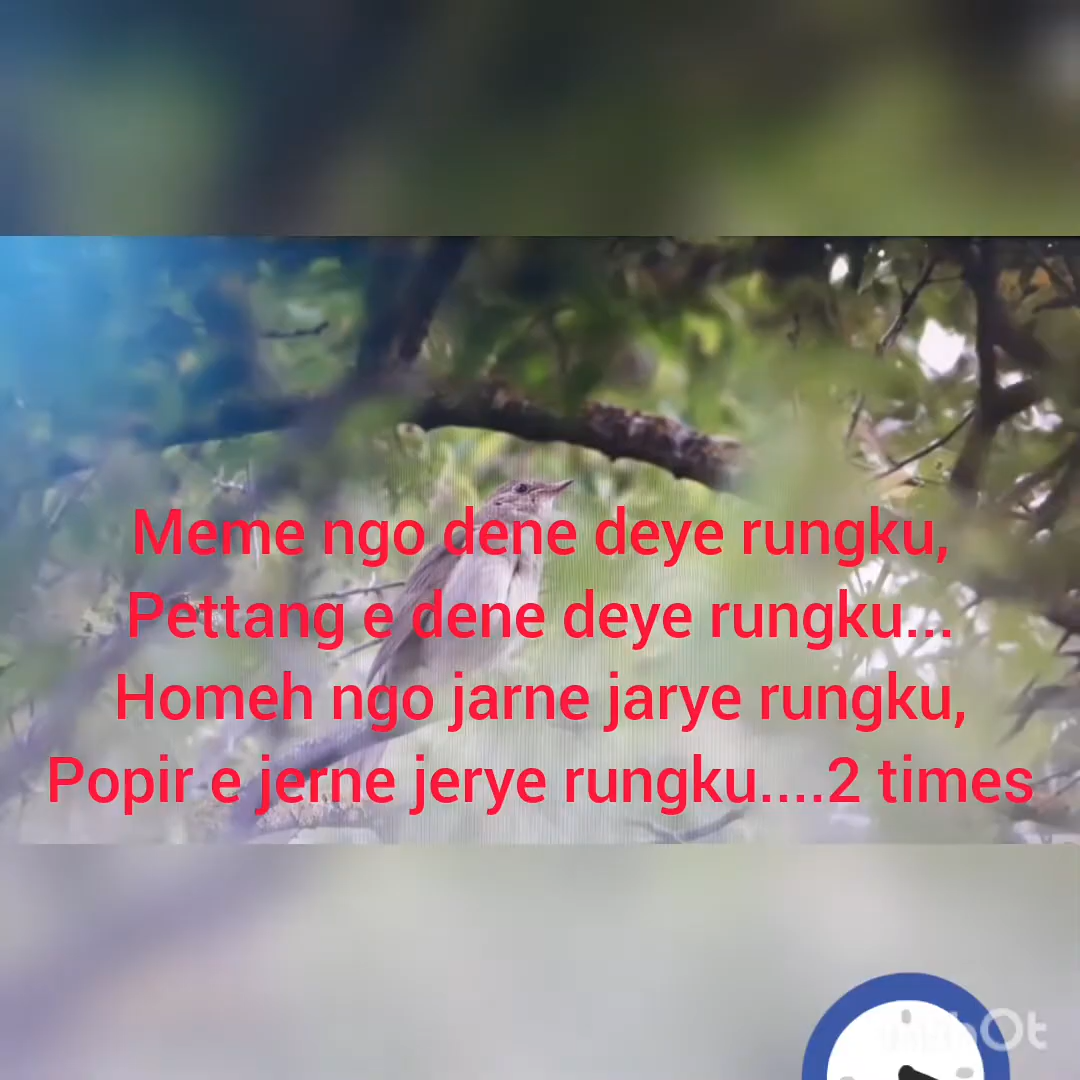 Meme ngo dene deye rungku,
Pettang e dene deye rungku...
Homeh ngo jarne jarye rungku,
Popir e jerne jerye rungku....2 times